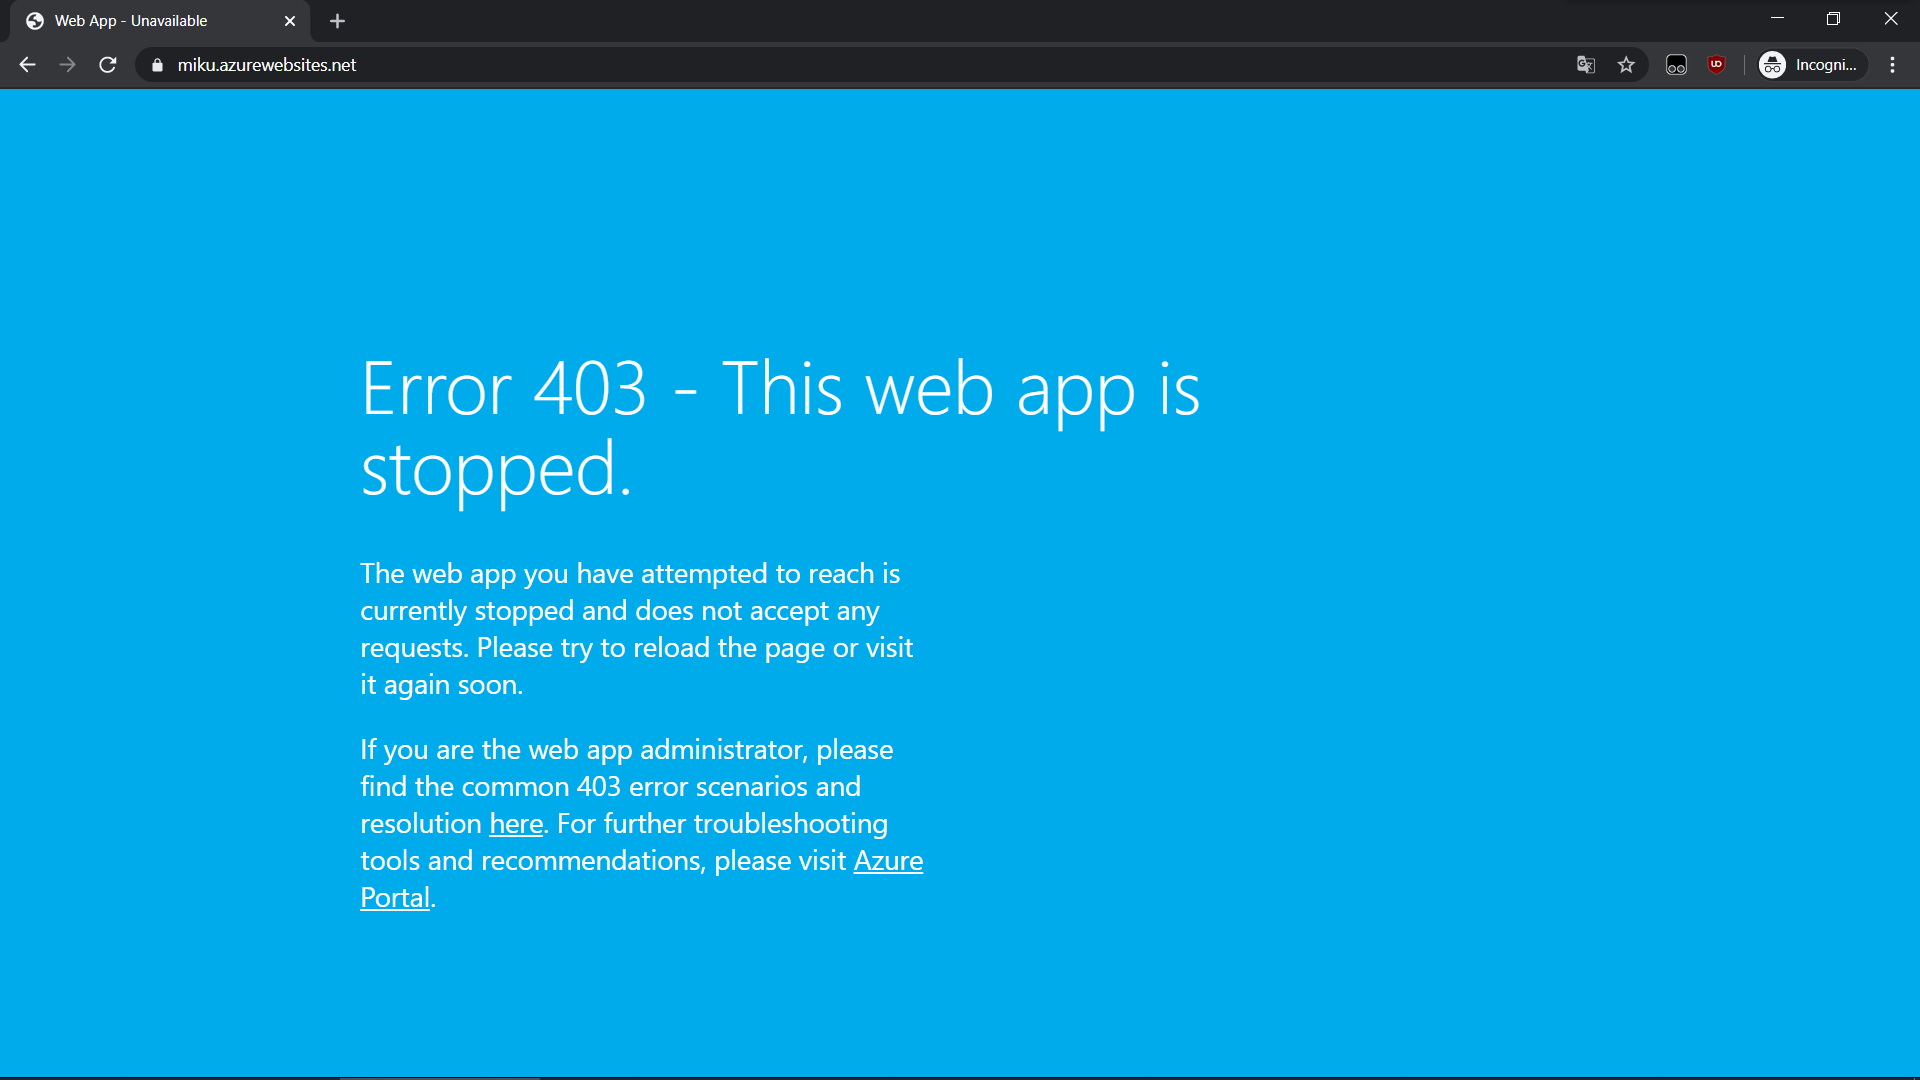 Web App - Unavailable
miku.azurewebsites.net
Incogni...
Error 403 - This web app is
stopped.
The web app you have attempted to reach is
currently stopped and does not accept any
requests. Please try to reload the page or visit
it again soon.
If you are the web app administrator, please
find the common 403 error scenarios and
resolution here. For further troubleshooting
tools and recommendations, please visit Azure
Portal.